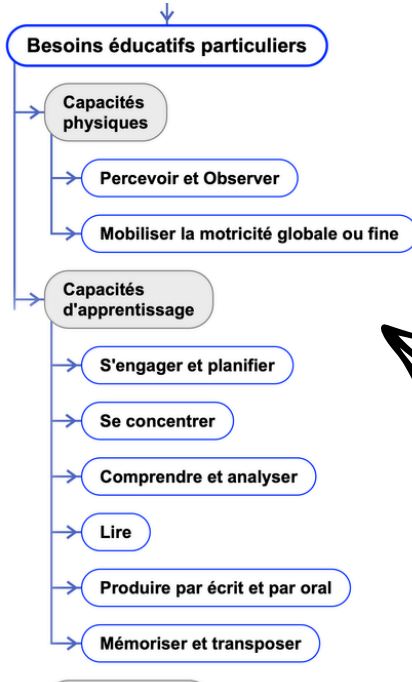 Besoins éducatifs particuliers
Capacités
physiques
Percevoir et Observer
Mobiliser la motricité globale ou fine
Capacités
d'apprentissage
S'engager et planifier
Se concentrer
Comprendre et analyser
Lire
Produire par écrit et par oral
Mémoriser et transposer